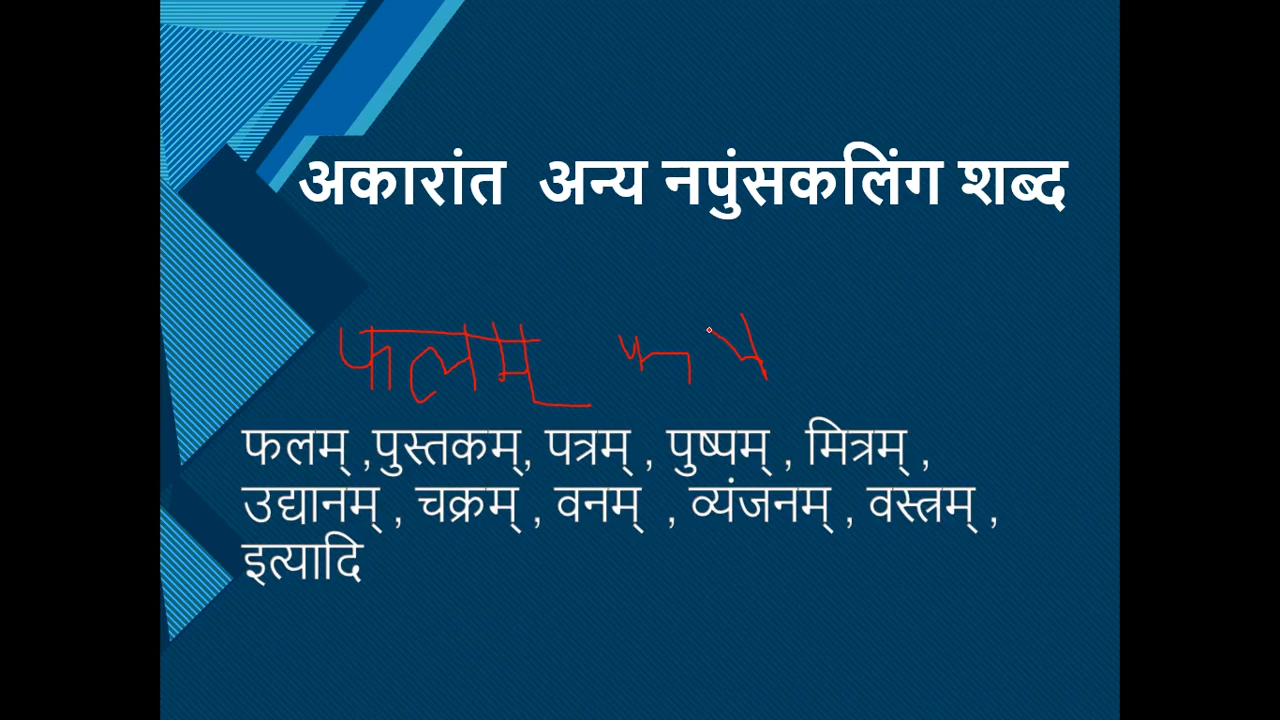 अकारांत अन्य नपुंसकलिंग शब्द
फलम्
फलम् ,पुस्तकम्, पत्रम् , पुष्पम् , मित्रम् ,
उद्यानम् , चक्रम् , वनम् , व्यंजनम् , वस्त्रम् ,
इत्यादि